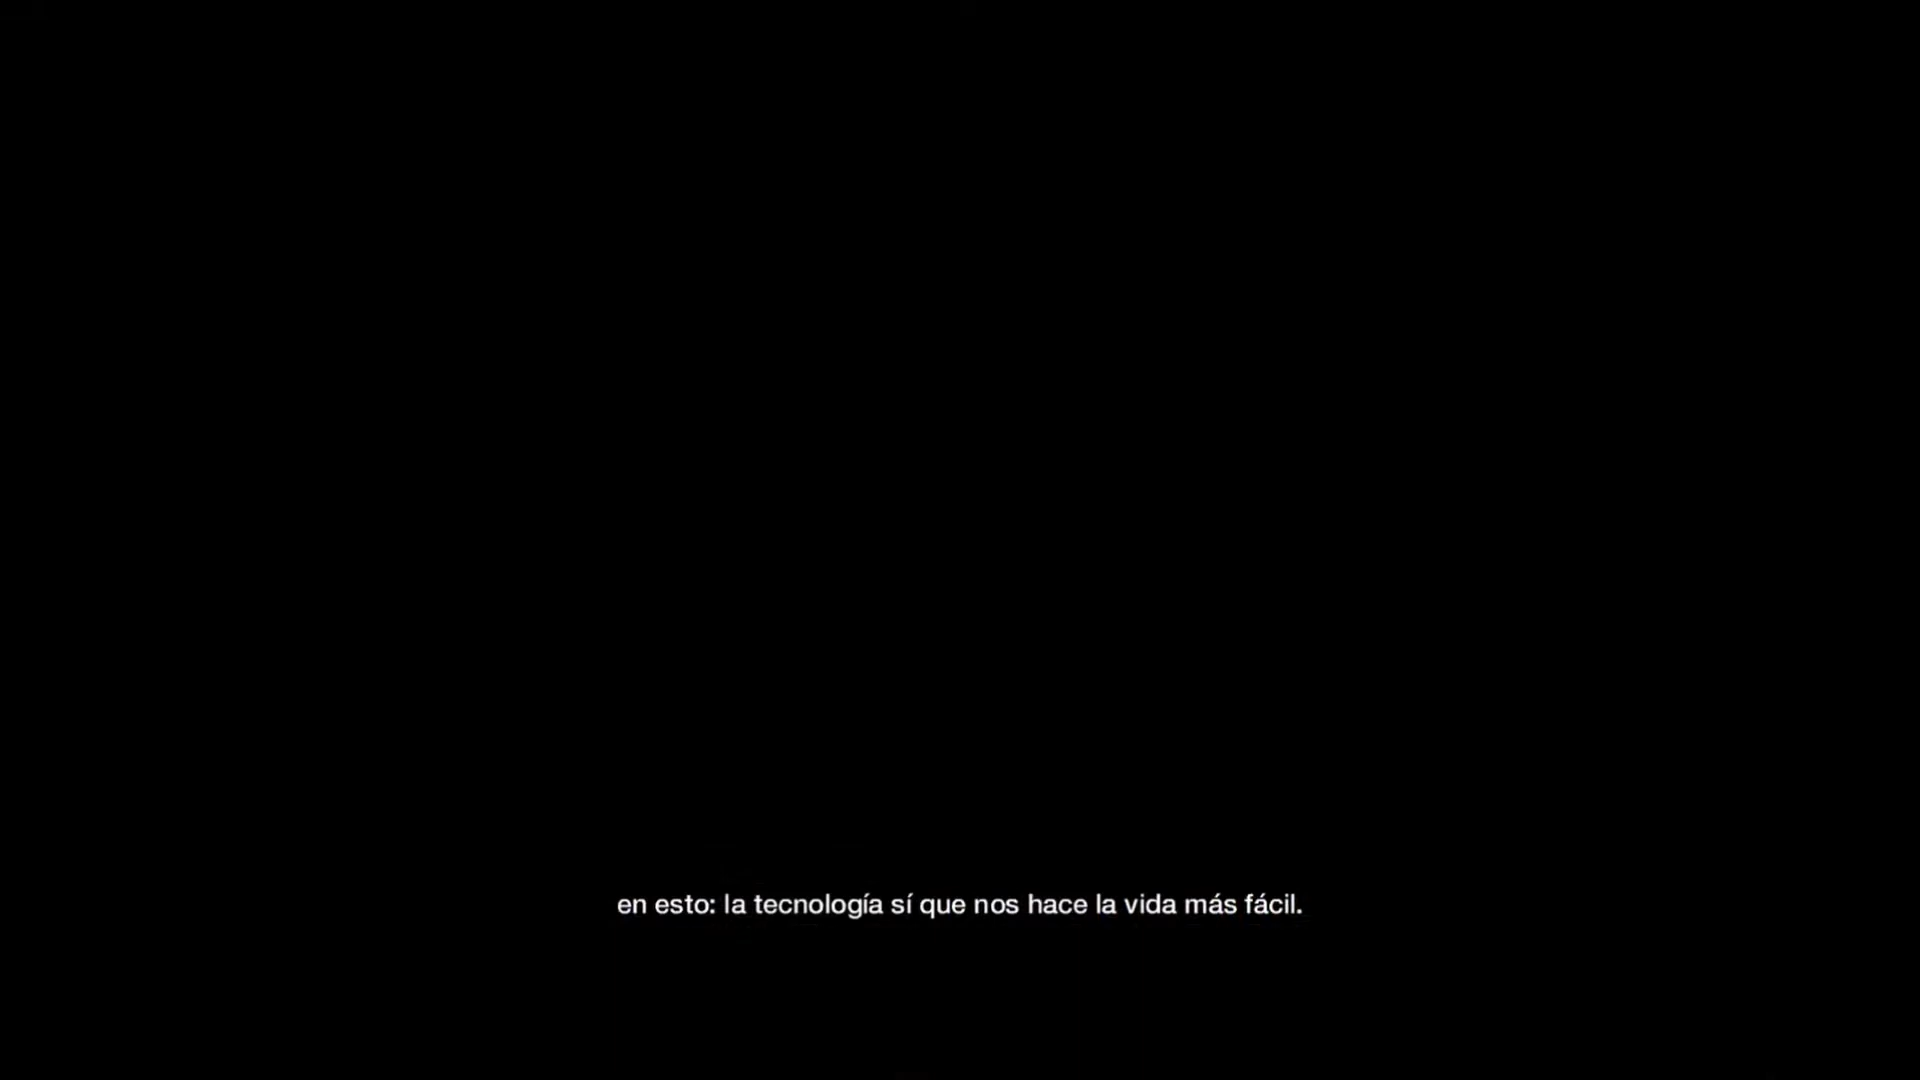 en esto: la tecnología sí que nos hace la vida más fácil.